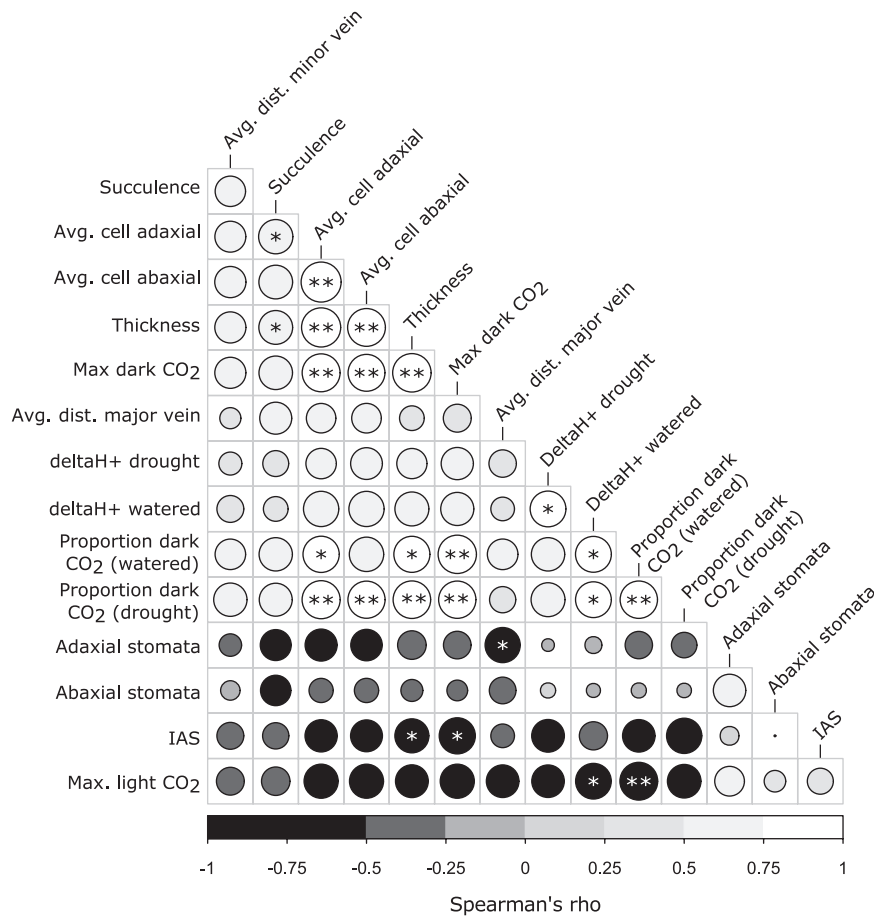 Avg. dist. minor vein
Succulence
Avg. cell adaxial
Avg. cell abaxial
Thickness
Max dark CO2
Avg. dist. major vein
DeltaH+ drought
DeltaH+ watered
Proportion dark
CO2 (watered)
Proportion dark
CO2 (drought)
Adaxial stomata
Abaxial stomata
IAS
Succulence
Avg. cell adaxial
*
Avg. cell abaxial
**
Thickness
* ** **
Max dark CO2
** ** **
Avg. dist. major vein
deltaH+ drought
deltaH+ watered
*
Proportion dark
CO2 (watered)
* * ** *
Proportion dark
CO2 (drought)
** ** ** ** * **
Adaxial stomata
*
Abaxial stomata
IAS
* *
Max. light CO2
* **
-1 -0.75 -0.5 -0.25 0 0.25 0.5 0.75 1
Spearman's rho